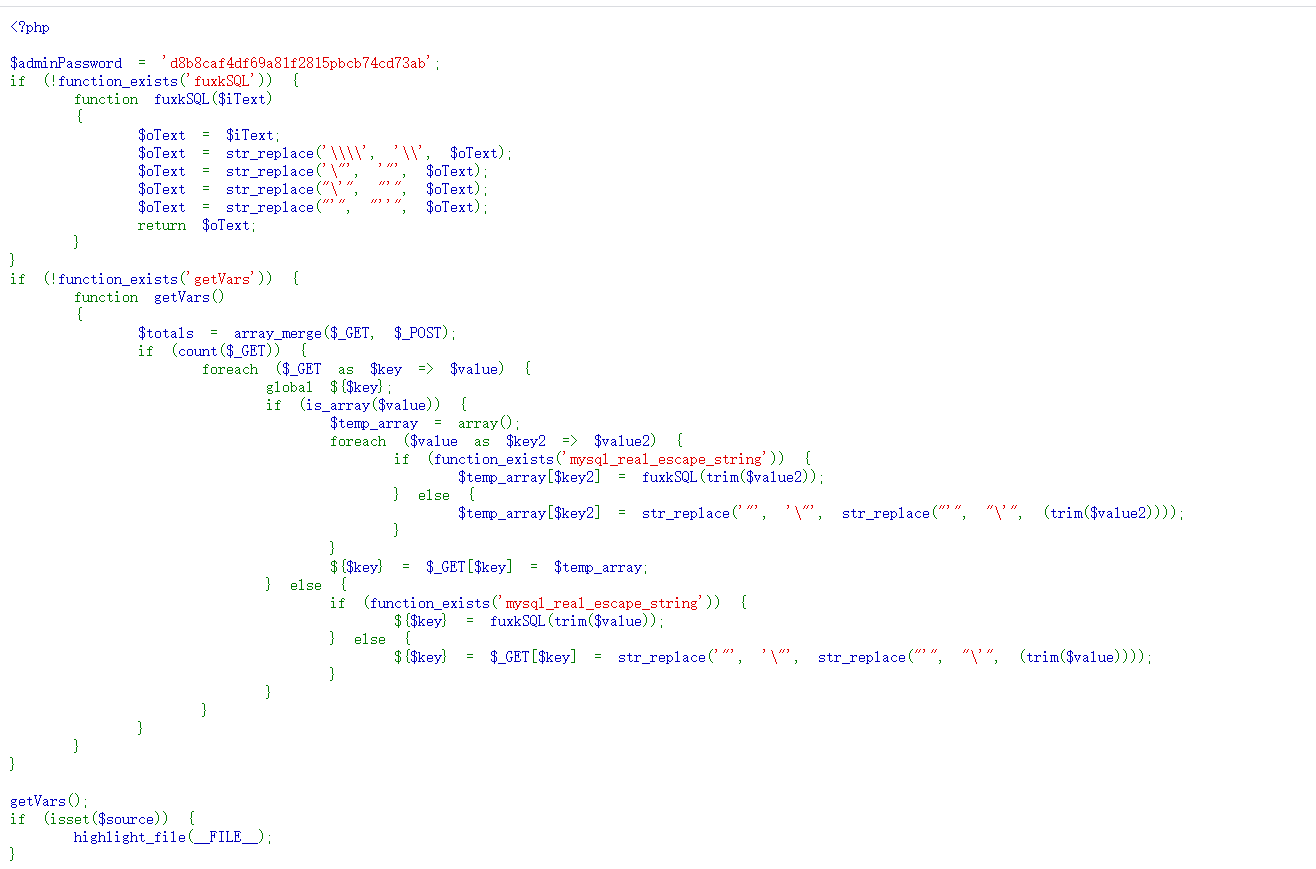 <?php
$adminPassword = 'd8b8caf4df69a81f2815pbcb74cd73ab';
if (!function_exists('fuxkSQL')) {
function fuxkSQL($iText)
{
$oText = $iText;
$oText = str_replace('\\\\', '\\', $oText);
$oText = str_replace('\"', '"', $oText);
$oText = str_replace("\'", "'", $oText);
$oText = str_replace("'", "''", $oText);
return $oText;
}
}
if (!function_exists('getVars')) {
function getVars()
{
$totals = array_merge($_GET, $_POST);
if (count($_GET)) {
foreach ($_GET as $key => $value) {
global ${$key};
if (is_array($value)) {
$temp_array = array();
foreach ($value as $key2 => $value2) {
if (function_exists('mysql_real_escape_string')) {
$temp_array[$key2] = fuxkSQL(trim($value2));
} else {
$temp_array[$key2] = str_replace('"', '\"', str_replace("'", "\'", (trim($value2))));
}
}
${$key} = $_GET[$key] = $temp_array;
} else {
if (function_exists('mysql_real_escape_string')) {
${$key} = fuxkSQL(trim($value));
} else {
${$key} = $_GET[$key] = str_replace('"', '\"', str_replace("'", "\'", (trim($value))));
}
}
}
}
}
}
getVars();
if (isset($source)) {
highlight_file(__FILE__);
}